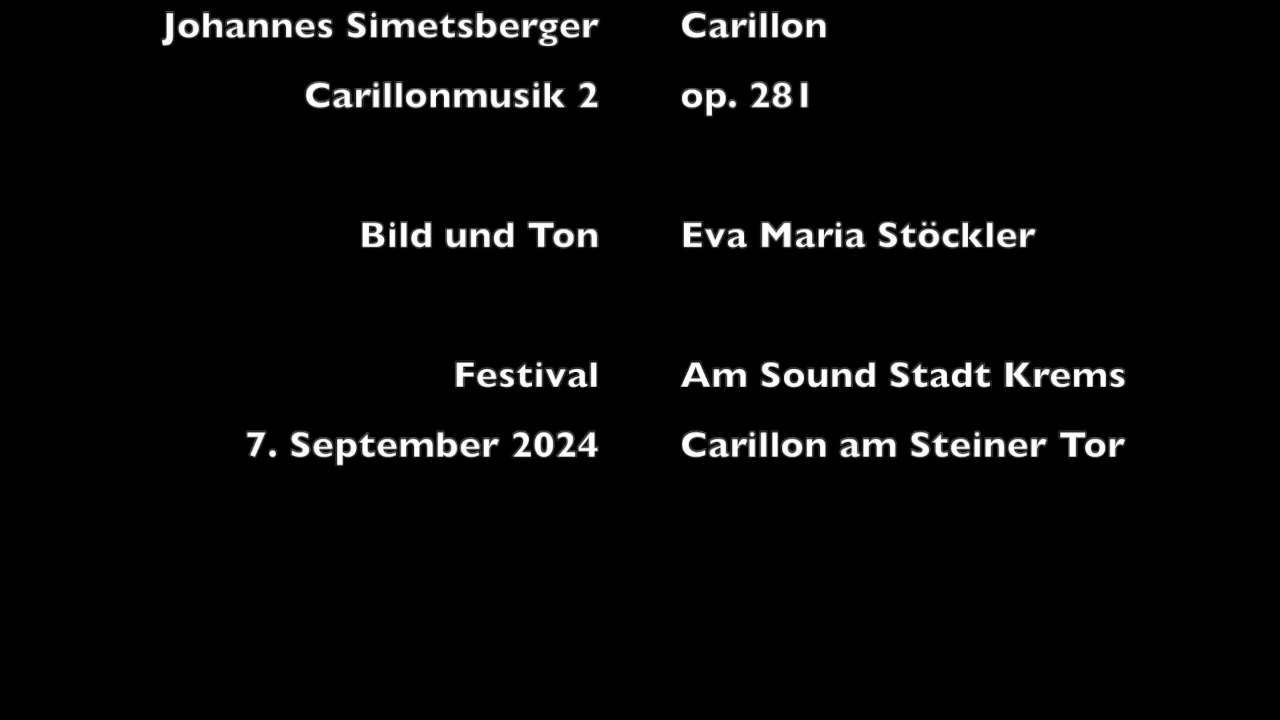 Johannes Simetsberger Carillon
Carillonmusik 2 op. 281
Bild und Ton Eva Maria Stöckler
Festival Am Sound Stadt Krems
7. September 2024 Carillon am Steiner Tor